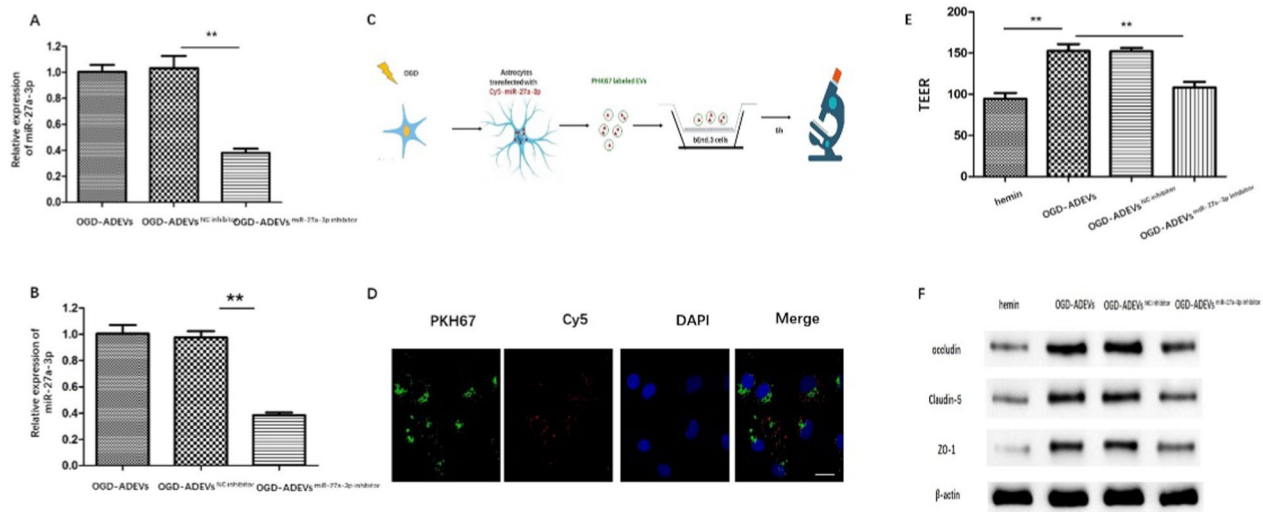 A
Relative expression
of miR-27a-3p
1.2
1.0
0.8
0.6
0.4
0.2
0.0
**
OGD-ADEVs
OGD-ADEVs NC inhibitor
OGD-ADEVs miR-27a-3p inhibitor
B
Relative expression of
miR-27a-3p
1.2
1.0
0.8
0.6
0.4
0.2
0.0
**
OGD-ADEVs
OGD-ADEVs NC inhibitor
OGD-ADEVs miR-27a-3p inhibitor
C
OGD
Astrocytes
transfected with
Cy5-miR-27a-3p
PHK67 labeled EVs
bEnd.3 cells
6h
D
PKH67
Cy5
DAPI
Merge
E
TEER
200
150
100
50
0
**
**
hemin
OGD-ADEVs
OGD-ADEVs NC inhibitor
OGD-ADEVs miR-27a-3p inhibitor
F
hemin
OGD-ADEVs
OGD-ADEVs NC inhibitor
OGD-ADEVs miR-27a-3p inhibitor
occludin
Claudin-5
ZO-1
β-actin